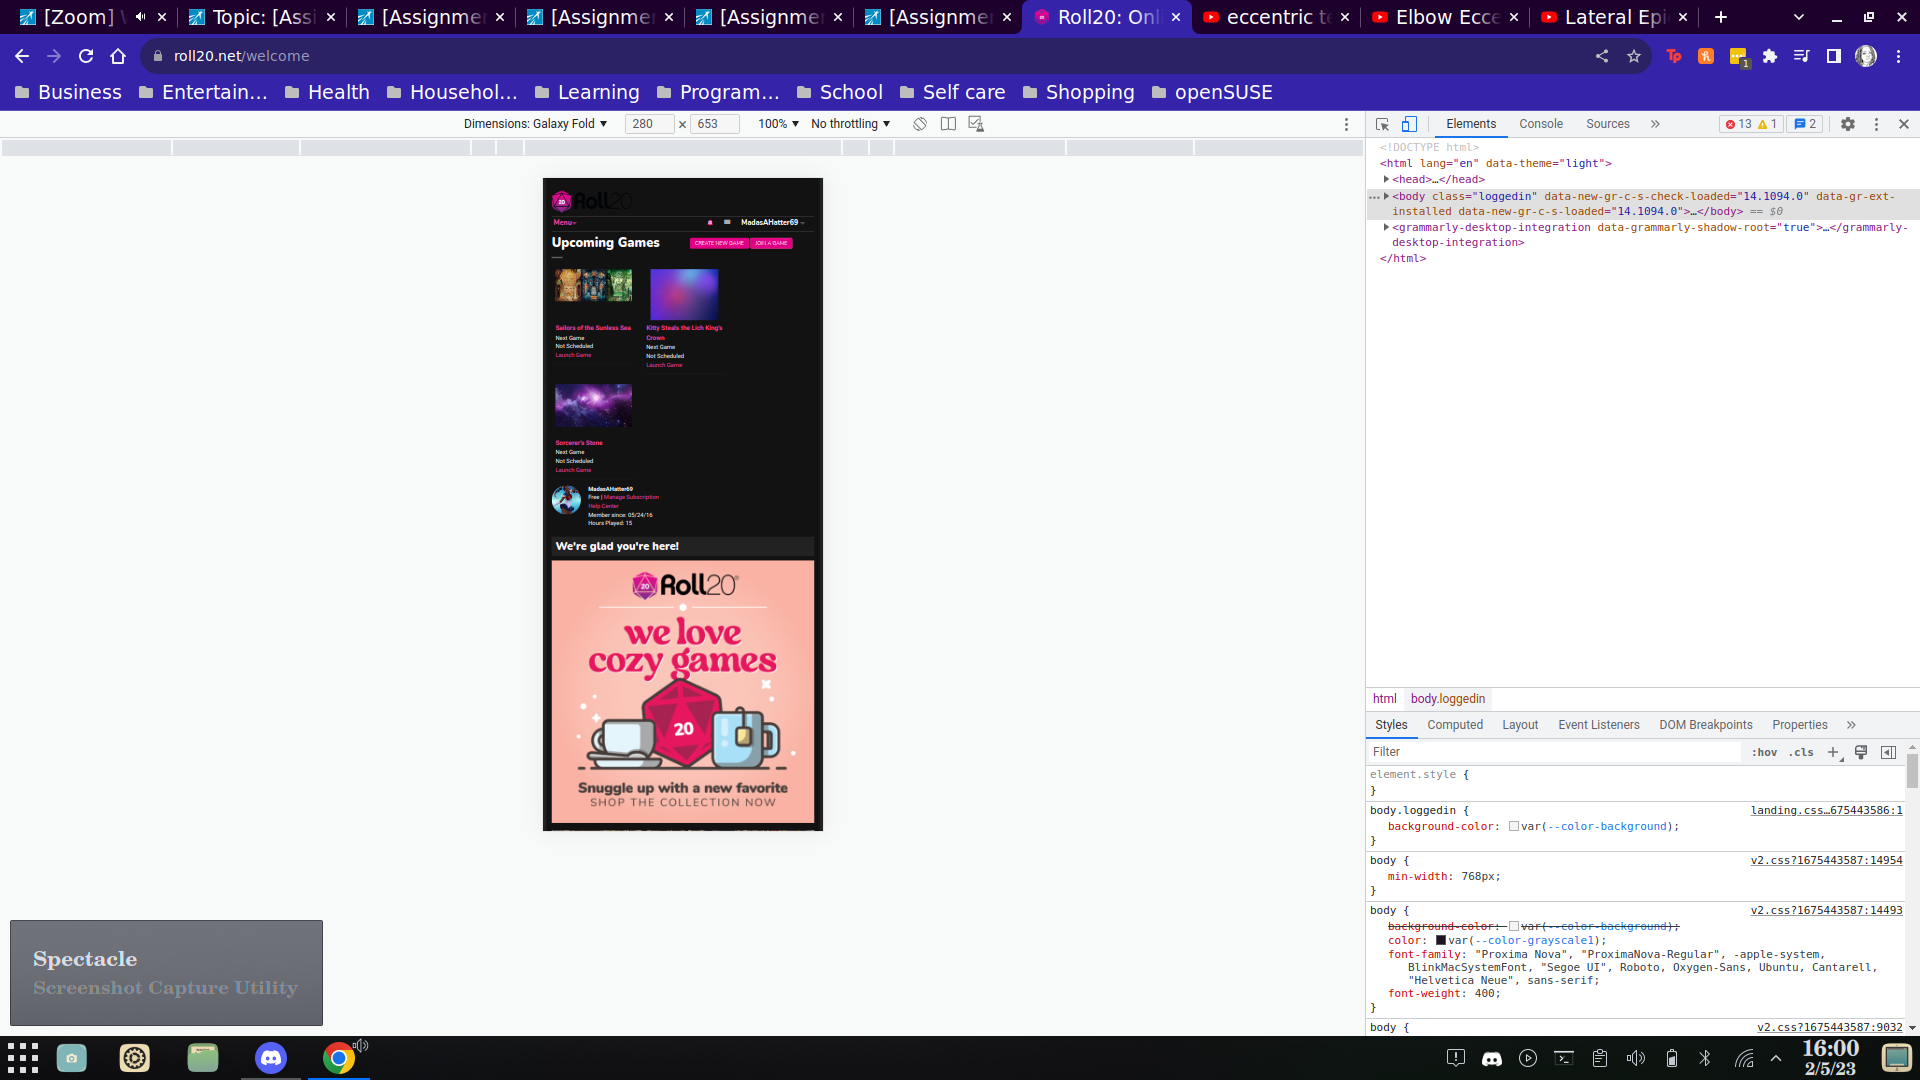 [Zoom] 
Topic: [Assi
[Assignme
[Assignme
[Assignme
[Assignme
Roll20: Onl
eccentric te
Elbow Ecce
Lateral Epi
roll20.net/welcome
Tp
1
Business
Entertain...
Health
Househol...
Learning
Program...
School
Self care
Shopping
openSUSE
Dimensions: Galaxy Fold
280 × 653
100%
No throttling
Elements
Console
Sources
»
13
1
2
<!DOCTYPE html>
<html lang="en" data-theme="light">
<head>…</head>
<body class="loggedin" data-new-gr-c-s-check-loaded="14.1094.0" data-gr-ext-
installed data-new-gr-c-s-loaded="14.1094.0">…</body> == $0
<grammarly-desktop-integration data-grammarly-shadow-root="true">…</grammarly-
desktop-integration>
</html>
20
Roll20
Menu
MadasAHatter69
Upcoming Games
CREATE NEW GAME
JOIN A GAME
Sailors of the Sunless Sea
Next Game
Not Scheduled
Launch Game
Kitty Steals the Lich King's
Crown
Next Game
Not Scheduled
Launch Game
Sorcerer's Stone
Next Game
Not Scheduled
Launch Game
MadasAHatter69
Free | Manage Subscription
Help Center
Member since: 05/24/16
Hours Played: 15
We're glad you're here!
20
Roll20®
we love
cozy games
20
Snuggle up with a new favorite
SHOP THE COLLECTION NOW
html
body.loggedin
Styles
Computed
Layout
Event Listeners
DOM Breakpoints
Properties
»
Filter
:hov
.cls
element.style {
}
body.loggedin {
landing.css…675443586:1
background-color: var(--color-background);
}
body {
v2.css?1675443587:14954
min-width: 768px;
}
body {
v2.css?1675443587:14493
background-color: var(--color-background);
color: var(--color-grayscale1);
font-family: "Proxima Nova", "ProximaNova-Regular", -apple-system,
BlinkMacSystemFont, "Segoe UI", Roboto, Oxygen-Sans, Ubuntu, Cantarell,
"Helvetica Neue", sans-serif;
font-weight: 400;
}
body {
v2.css?1675443587:9032
Spectacle
Screenshot Capture Utility
16:00
2/5/23